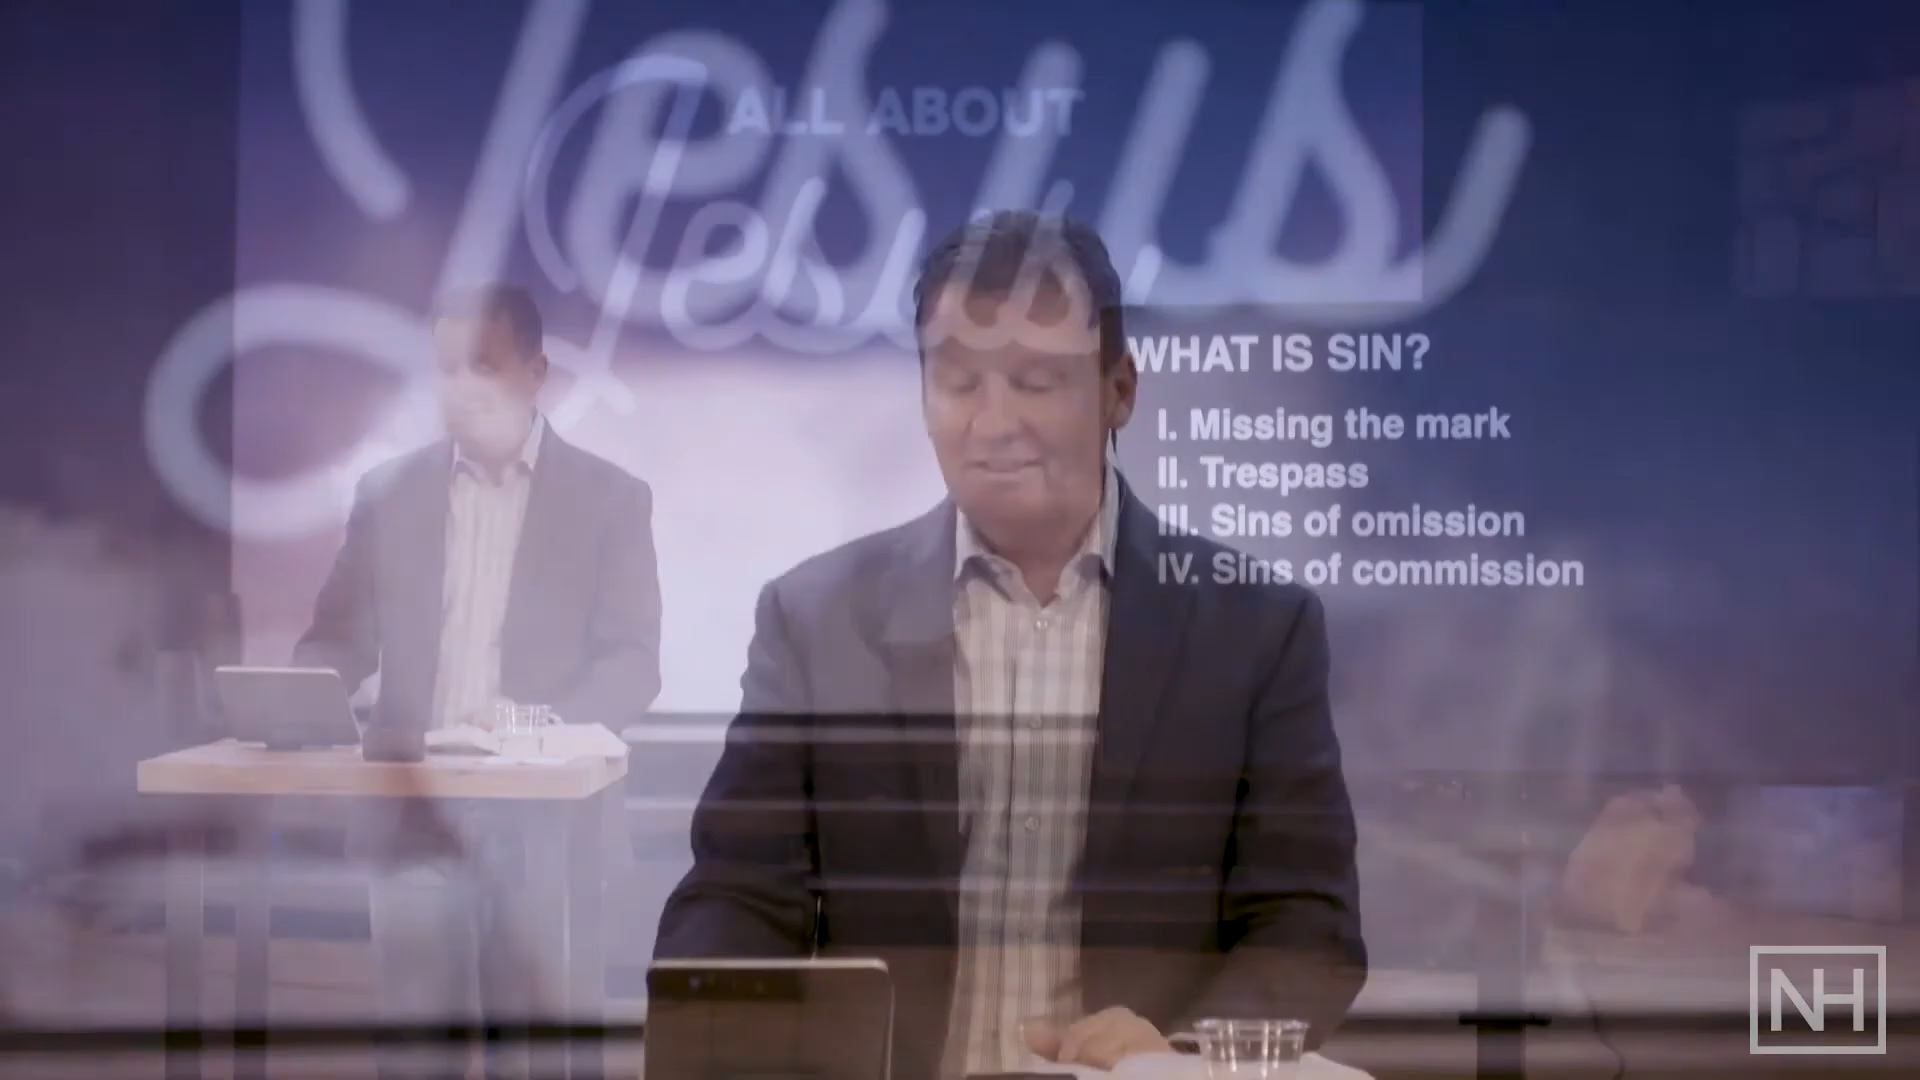 Jesus
ALL ABOUT
Jesus
WHAT IS SIN?
I. Missing the mark
II. Trespass
III. Sins of omission
IV. Sins of commission
NH